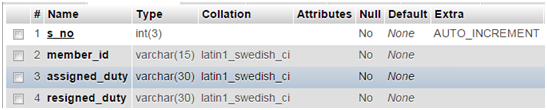 # Name Type Collation Attributes Null Default Extra
1 s_no int(3) No None AUTO_INCREMENT
2 member_id varchar(15) latin1_swedish_ci No None
3 assigned_duty varchar(30) latin1_swedish_ci No None
4 resigned_duty varchar(30) latin1_swedish_ci No None